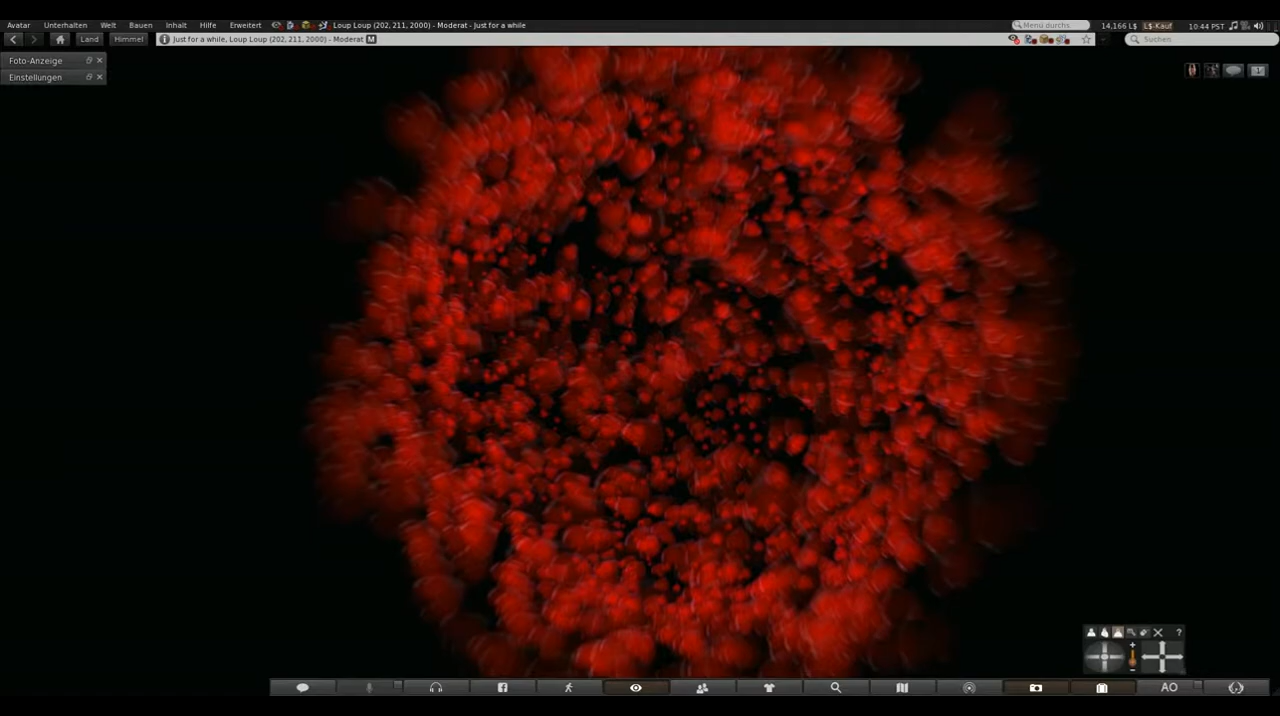 Avatar Unterhalten Welt Bauen Inhalt Hilfe Erweitert Loup Loup (202, 211, 2000) - Moderat - Just for a while Menü durchs. 14,166 L$ L$-Kauf 10:44 PST
Land Himmel Just for a while, Loup Loup (202, 211, 2000) - Moderat M Suchen
Foto-Anzeige
Einstellungen
?
AO